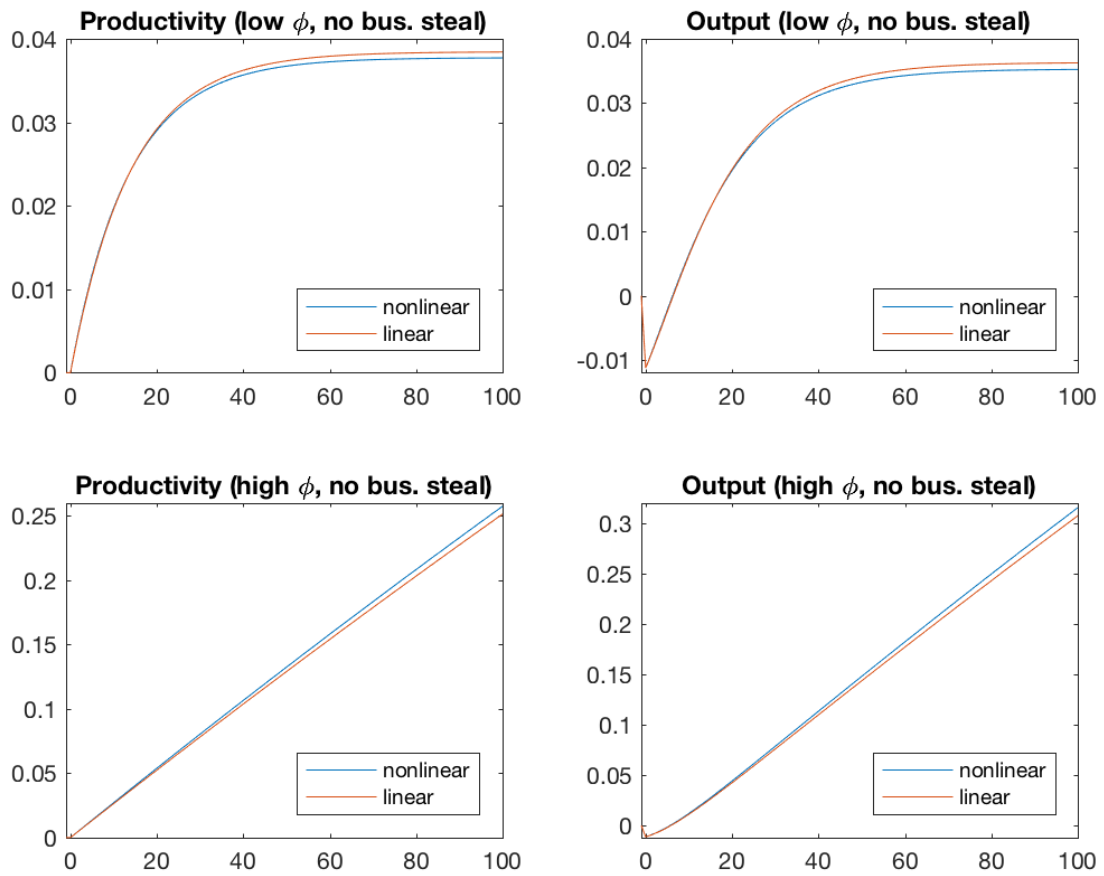 Productivity (low ϕ, no bus. steal)
0.04
0.03
0.02
0.01
0
0 20 40 60 80 100
nonlinear
linear
Output (low ϕ, no bus. steal)
0.04
0.03
0.02
0.01
0
-0.01
0 20 40 60 80 100
nonlinear
linear
Productivity (high ϕ, no bus. steal)
0.25
0.2
0.15
0.1
0.05
0
0 20 40 60 80 100
nonlinear
linear
Output (high ϕ, no bus. steal)
0.3
0.25
0.2
0.15
0.1
0.05
0
0 20 40 60 80 100
nonlinear
linear